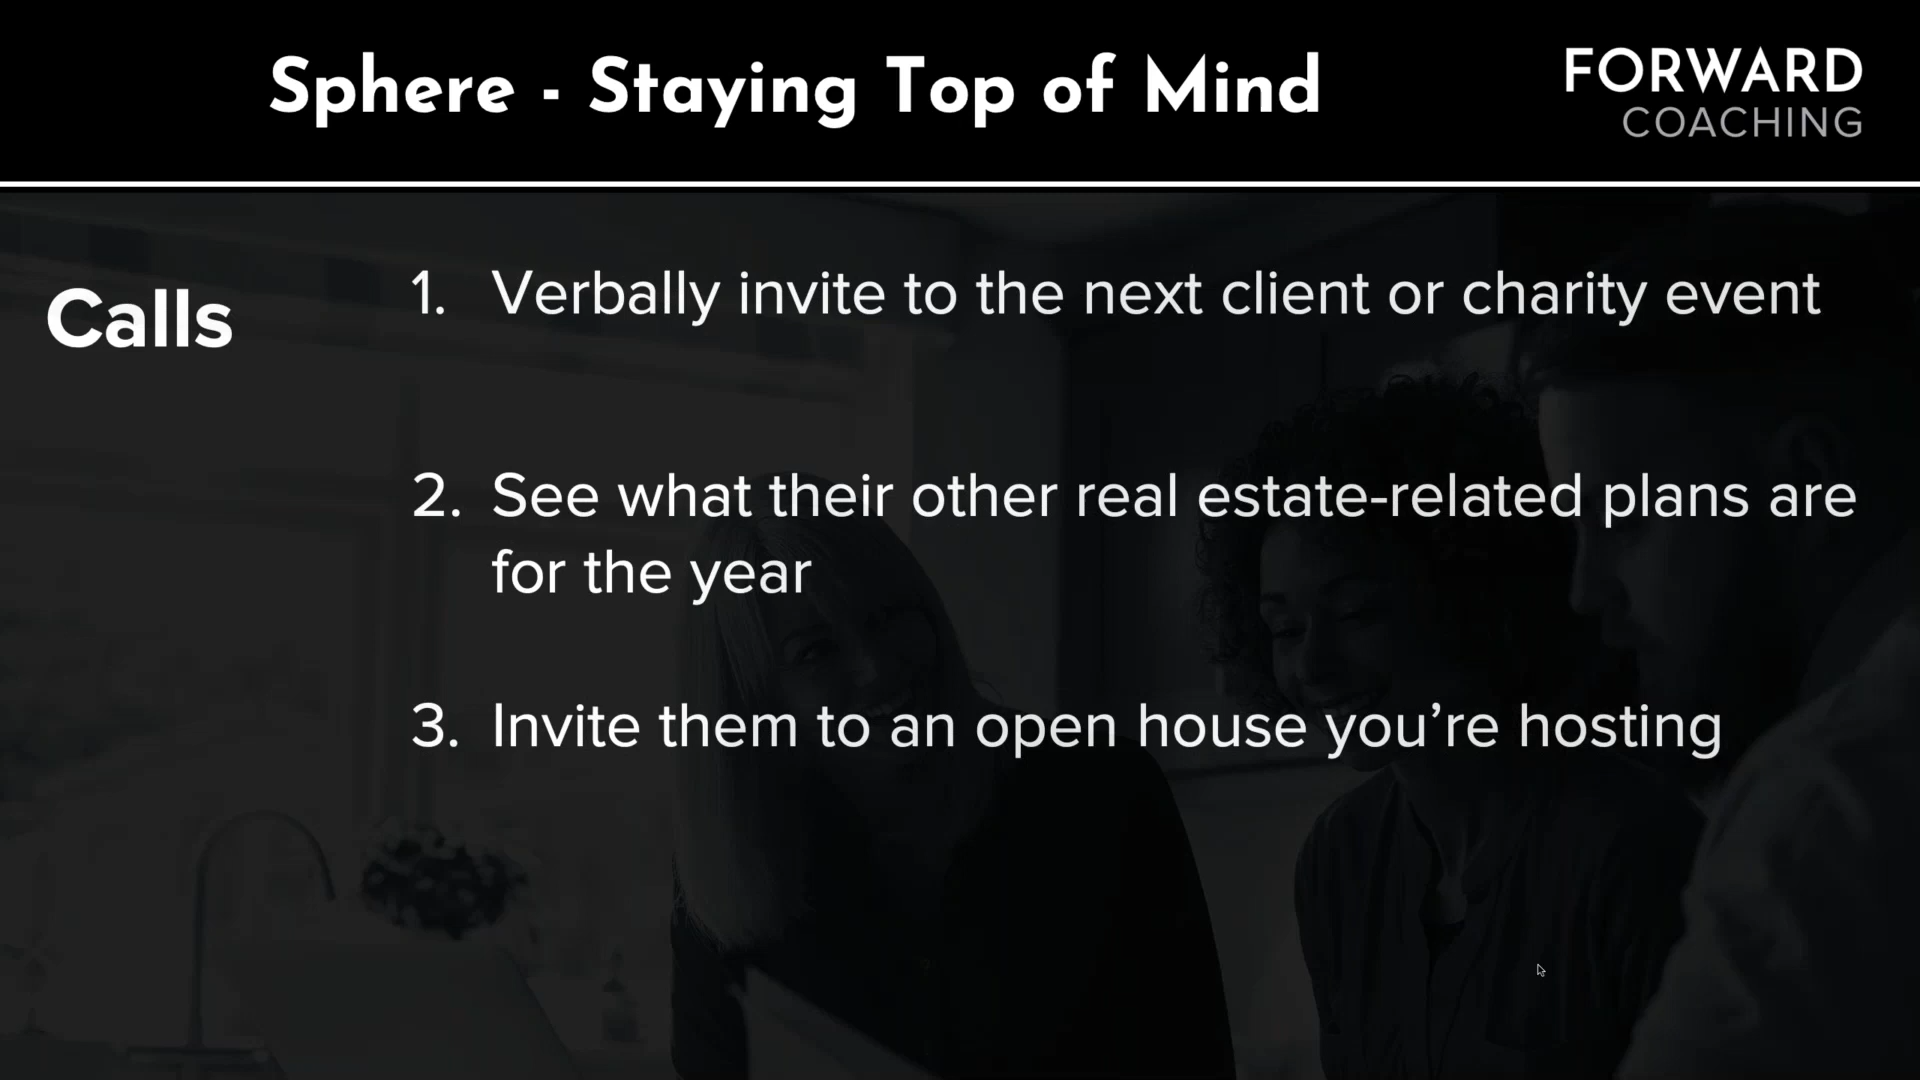 Sphere - Staying Top of Mind
FORWARD
COACHING
Calls
1. Verbally invite to the next client or charity event
2. See what their other real estate-related plans are
for the year
3. Invite them to an open house you’re hosting